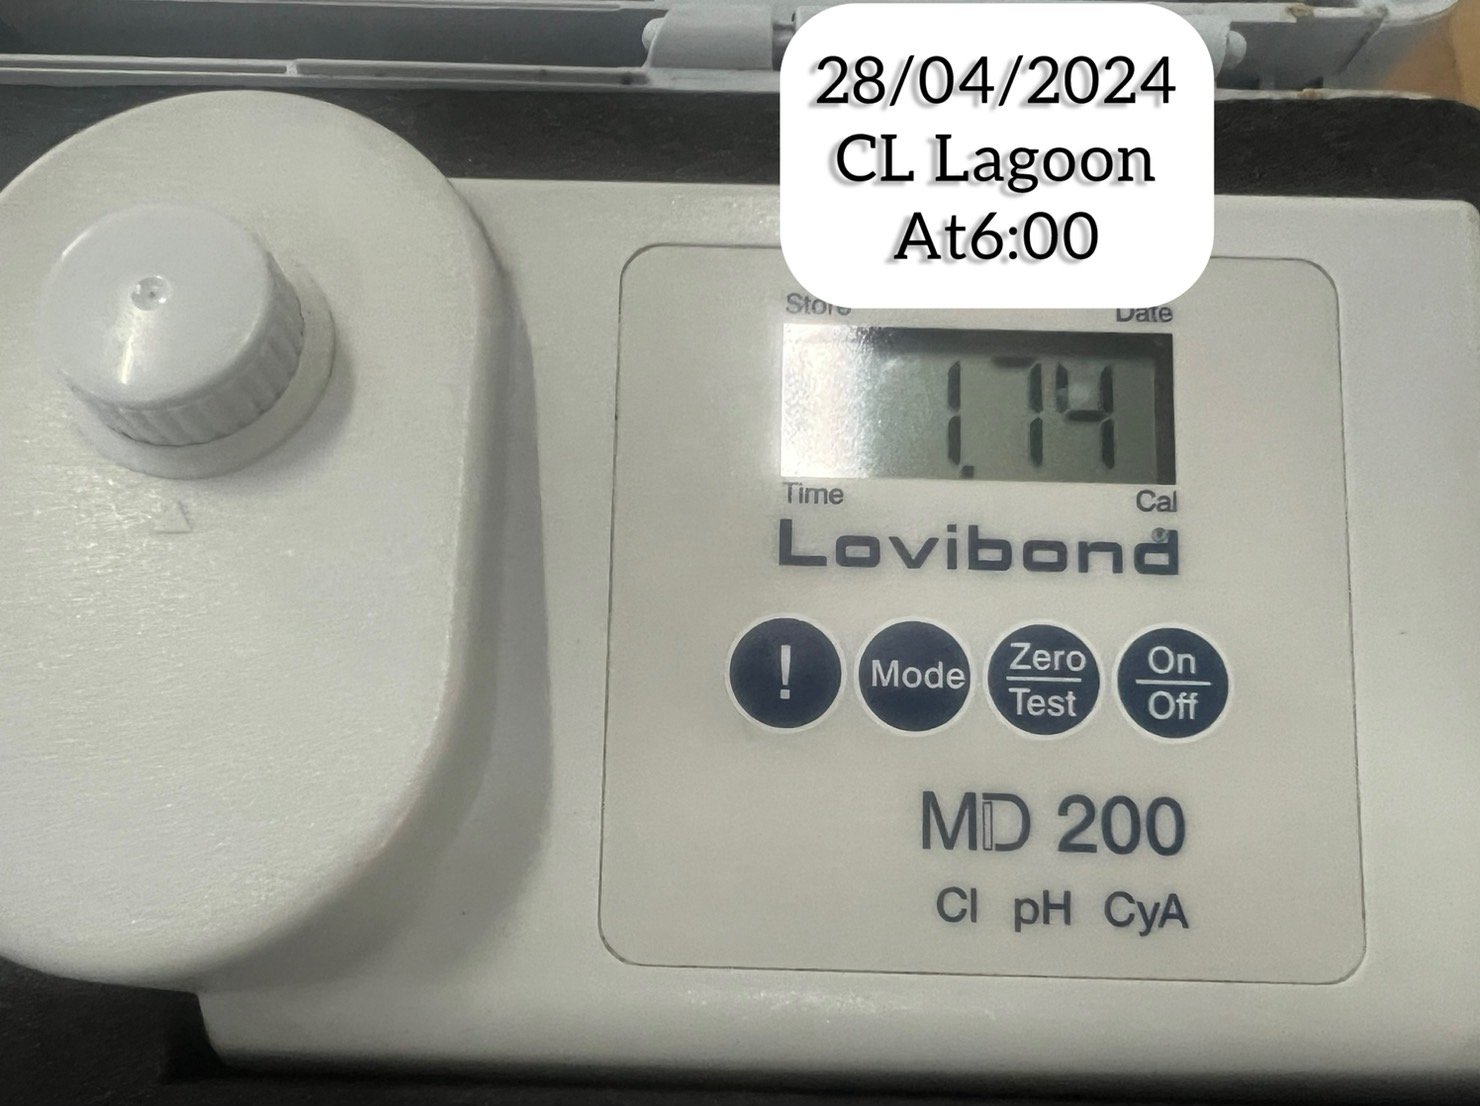 28/04/2024
CL Lagoon
At6:00
Store Date
1.74
Time Cal
Lovibond®
! Mode Zero Test On Off
MD 200
Cl pH CyA